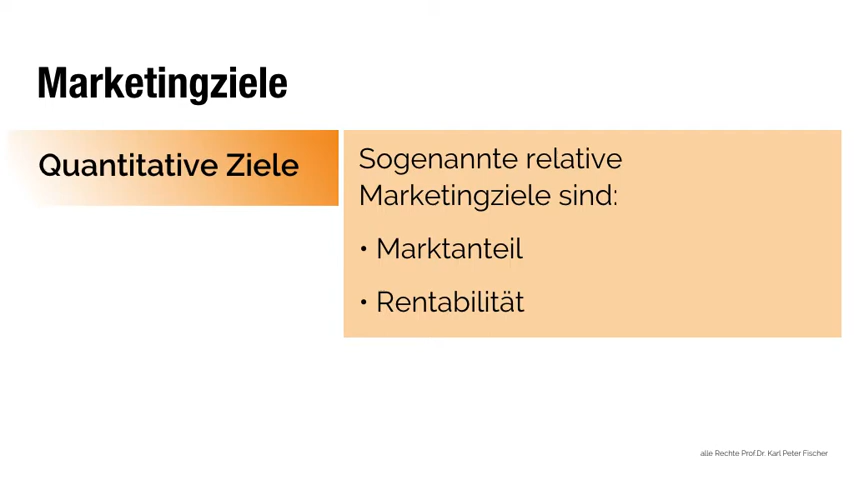 Marketingziele
Quantitative Ziele
Sogenannte relative
Marketingziele sind:
• Marktanteil
• Rentabilität
alle Rechte Prof.Dr. Karl Peter Fischer